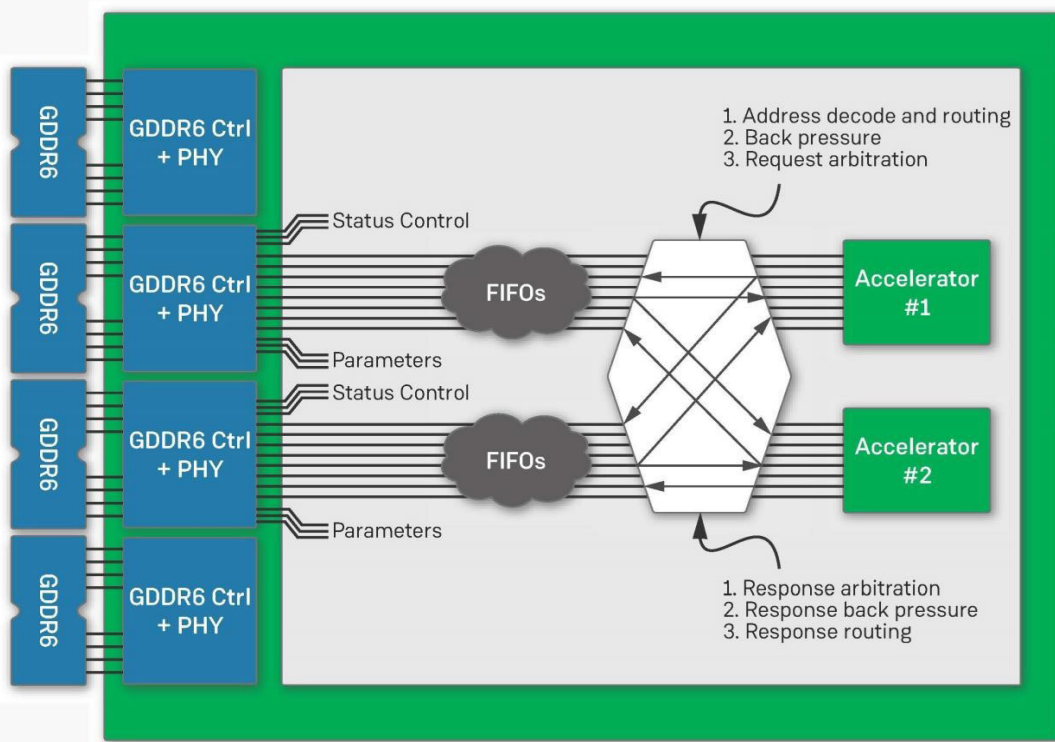 GDDR6
GDDR6 Ctrl
+ PHY
1. Address decode and routing
2. Back pressure
3. Request arbitration
GDDR6
GDDR6 Ctrl
+ PHY
Status Control
FIFOs
Accelerator
#1
Parameters
GDDR6
GDDR6 Ctrl
+ PHY
Status Control
FIFOs
Accelerator
#2
Parameters
GDDR6
GDDR6 Ctrl
+ PHY
1. Response arbitration
2. Response back pressure
3. Response routing